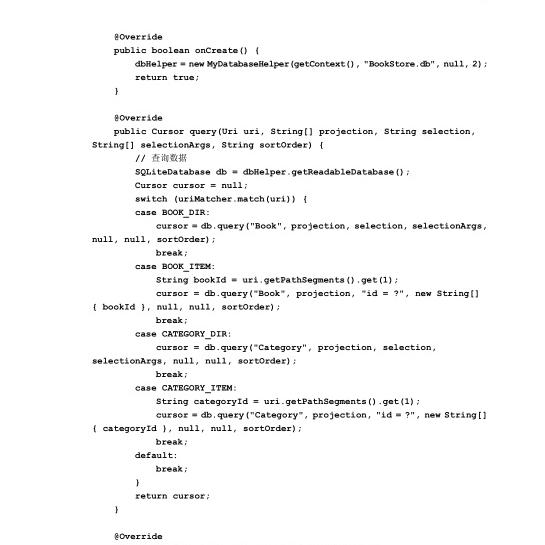 @Override
public boolean onCreate() {
dbHelper = new MyDatabaseHelper(getContext(), "BookStore.db", null, 2);
return true;
}
@Override
public Cursor query(Uri uri, String[] projection, String selection,
String[] selectionArgs, String sortOrder) {
// 查询数据
SQLiteDatabase db = dbHelper.getReadableDatabase();
Cursor cursor = null;
switch (uriMatcher.match(uri)) {
case BOOK_DIR:
cursor = db.query("Book", projection, selection, selectionArgs,
null, null, sortOrder);
break;
case BOOK_ITEM:
String bookId = uri.getPathSegments().get(1);
cursor = db.query("Book", projection, "id = ?", new String[]
{ bookId }, null, null, sortOrder);
break;
case CATEGORY_DIR:
cursor = db.query("Category", projection, selection,
selectionArgs, null, null, sortOrder);
break;
case CATEGORY_ITEM:
String categoryId = uri.getPathSegments().get(1);
cursor = db.query("Category", projection, "id = ?", new String[]
{ categoryId }, null, null, sortOrder);
break;
default:
break;
}
return cursor;
}
@Override